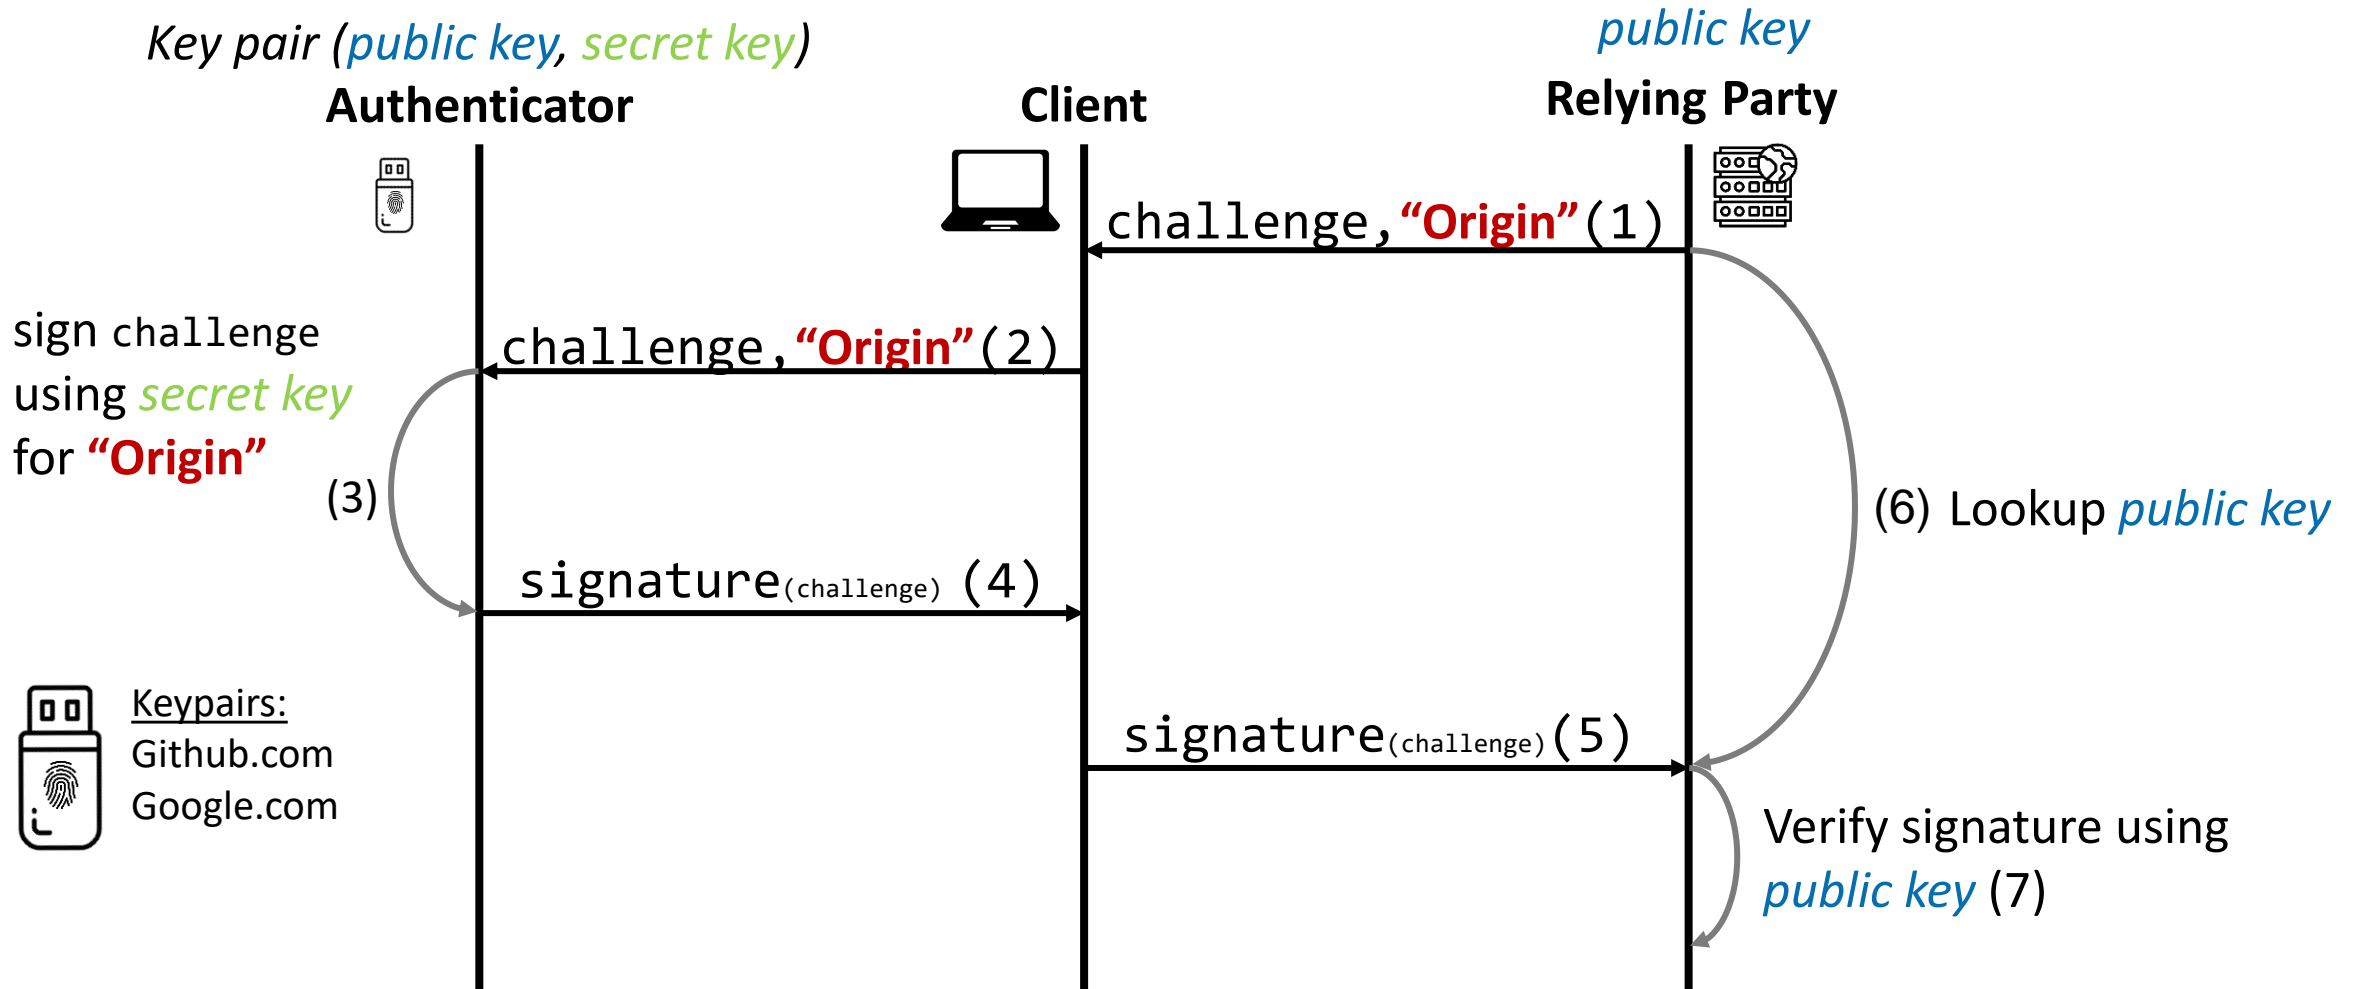 Key pair (public key, secret key)
public key
Authenticator
Client
Relying Party
challenge,“Origin”(1)
challenge,“Origin”(2)
sign challenge
using secret key
for “Origin”
(3)
(6) Lookup public key
signature(challenge) (4)
signature(challenge)(5)
Keypairs:
Github.com
Google.com
Verify signature using
public key (7)